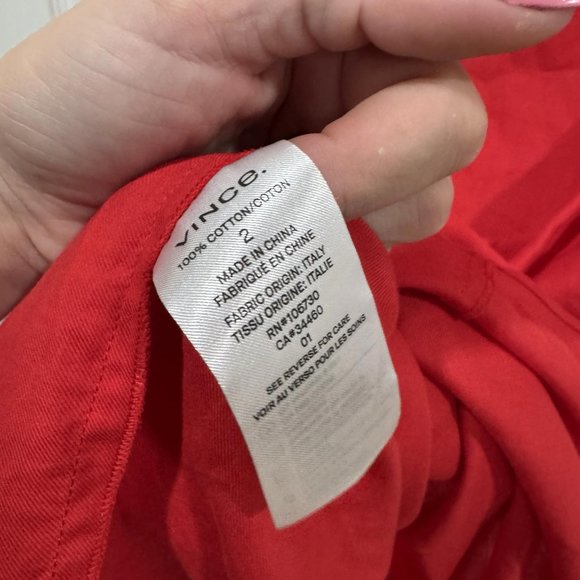 VINCE.
100% COTTON/COTON
2
MADE IN CHINA
FABRIQUÉ EN CHINE
FABRIC ORIGIN: ITALY
TISSU ORIGINE: ITALIE
RN#106730
CA#34460
01
SEE REVERSE FOR CARE
VOIR AU VERSO POUR LES SOINS